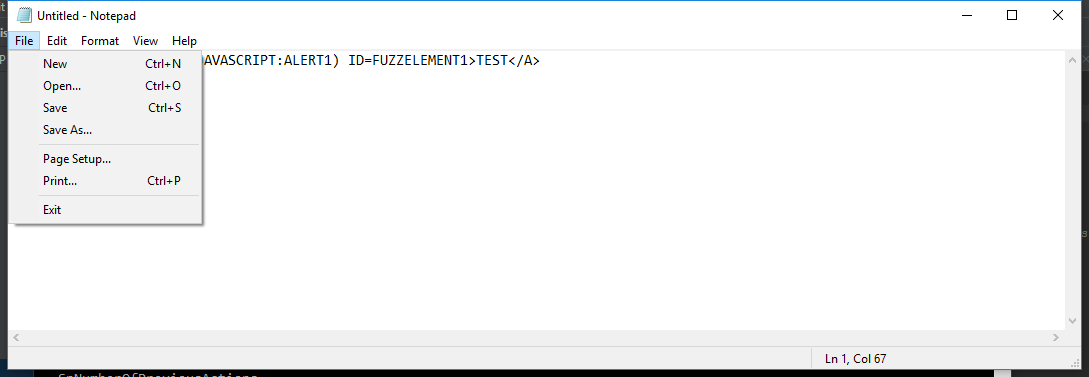 Untitled - Notepad
File Edit Format View Help
AVASCRIPT:ALERT1) ID=FUZZELEMENT1>TEST</A>
New Ctrl+N
Open... Ctrl+O
Save Ctrl+S
Save As...
Page Setup...
Print... Ctrl+P
Exit
Ln 1, Col 67